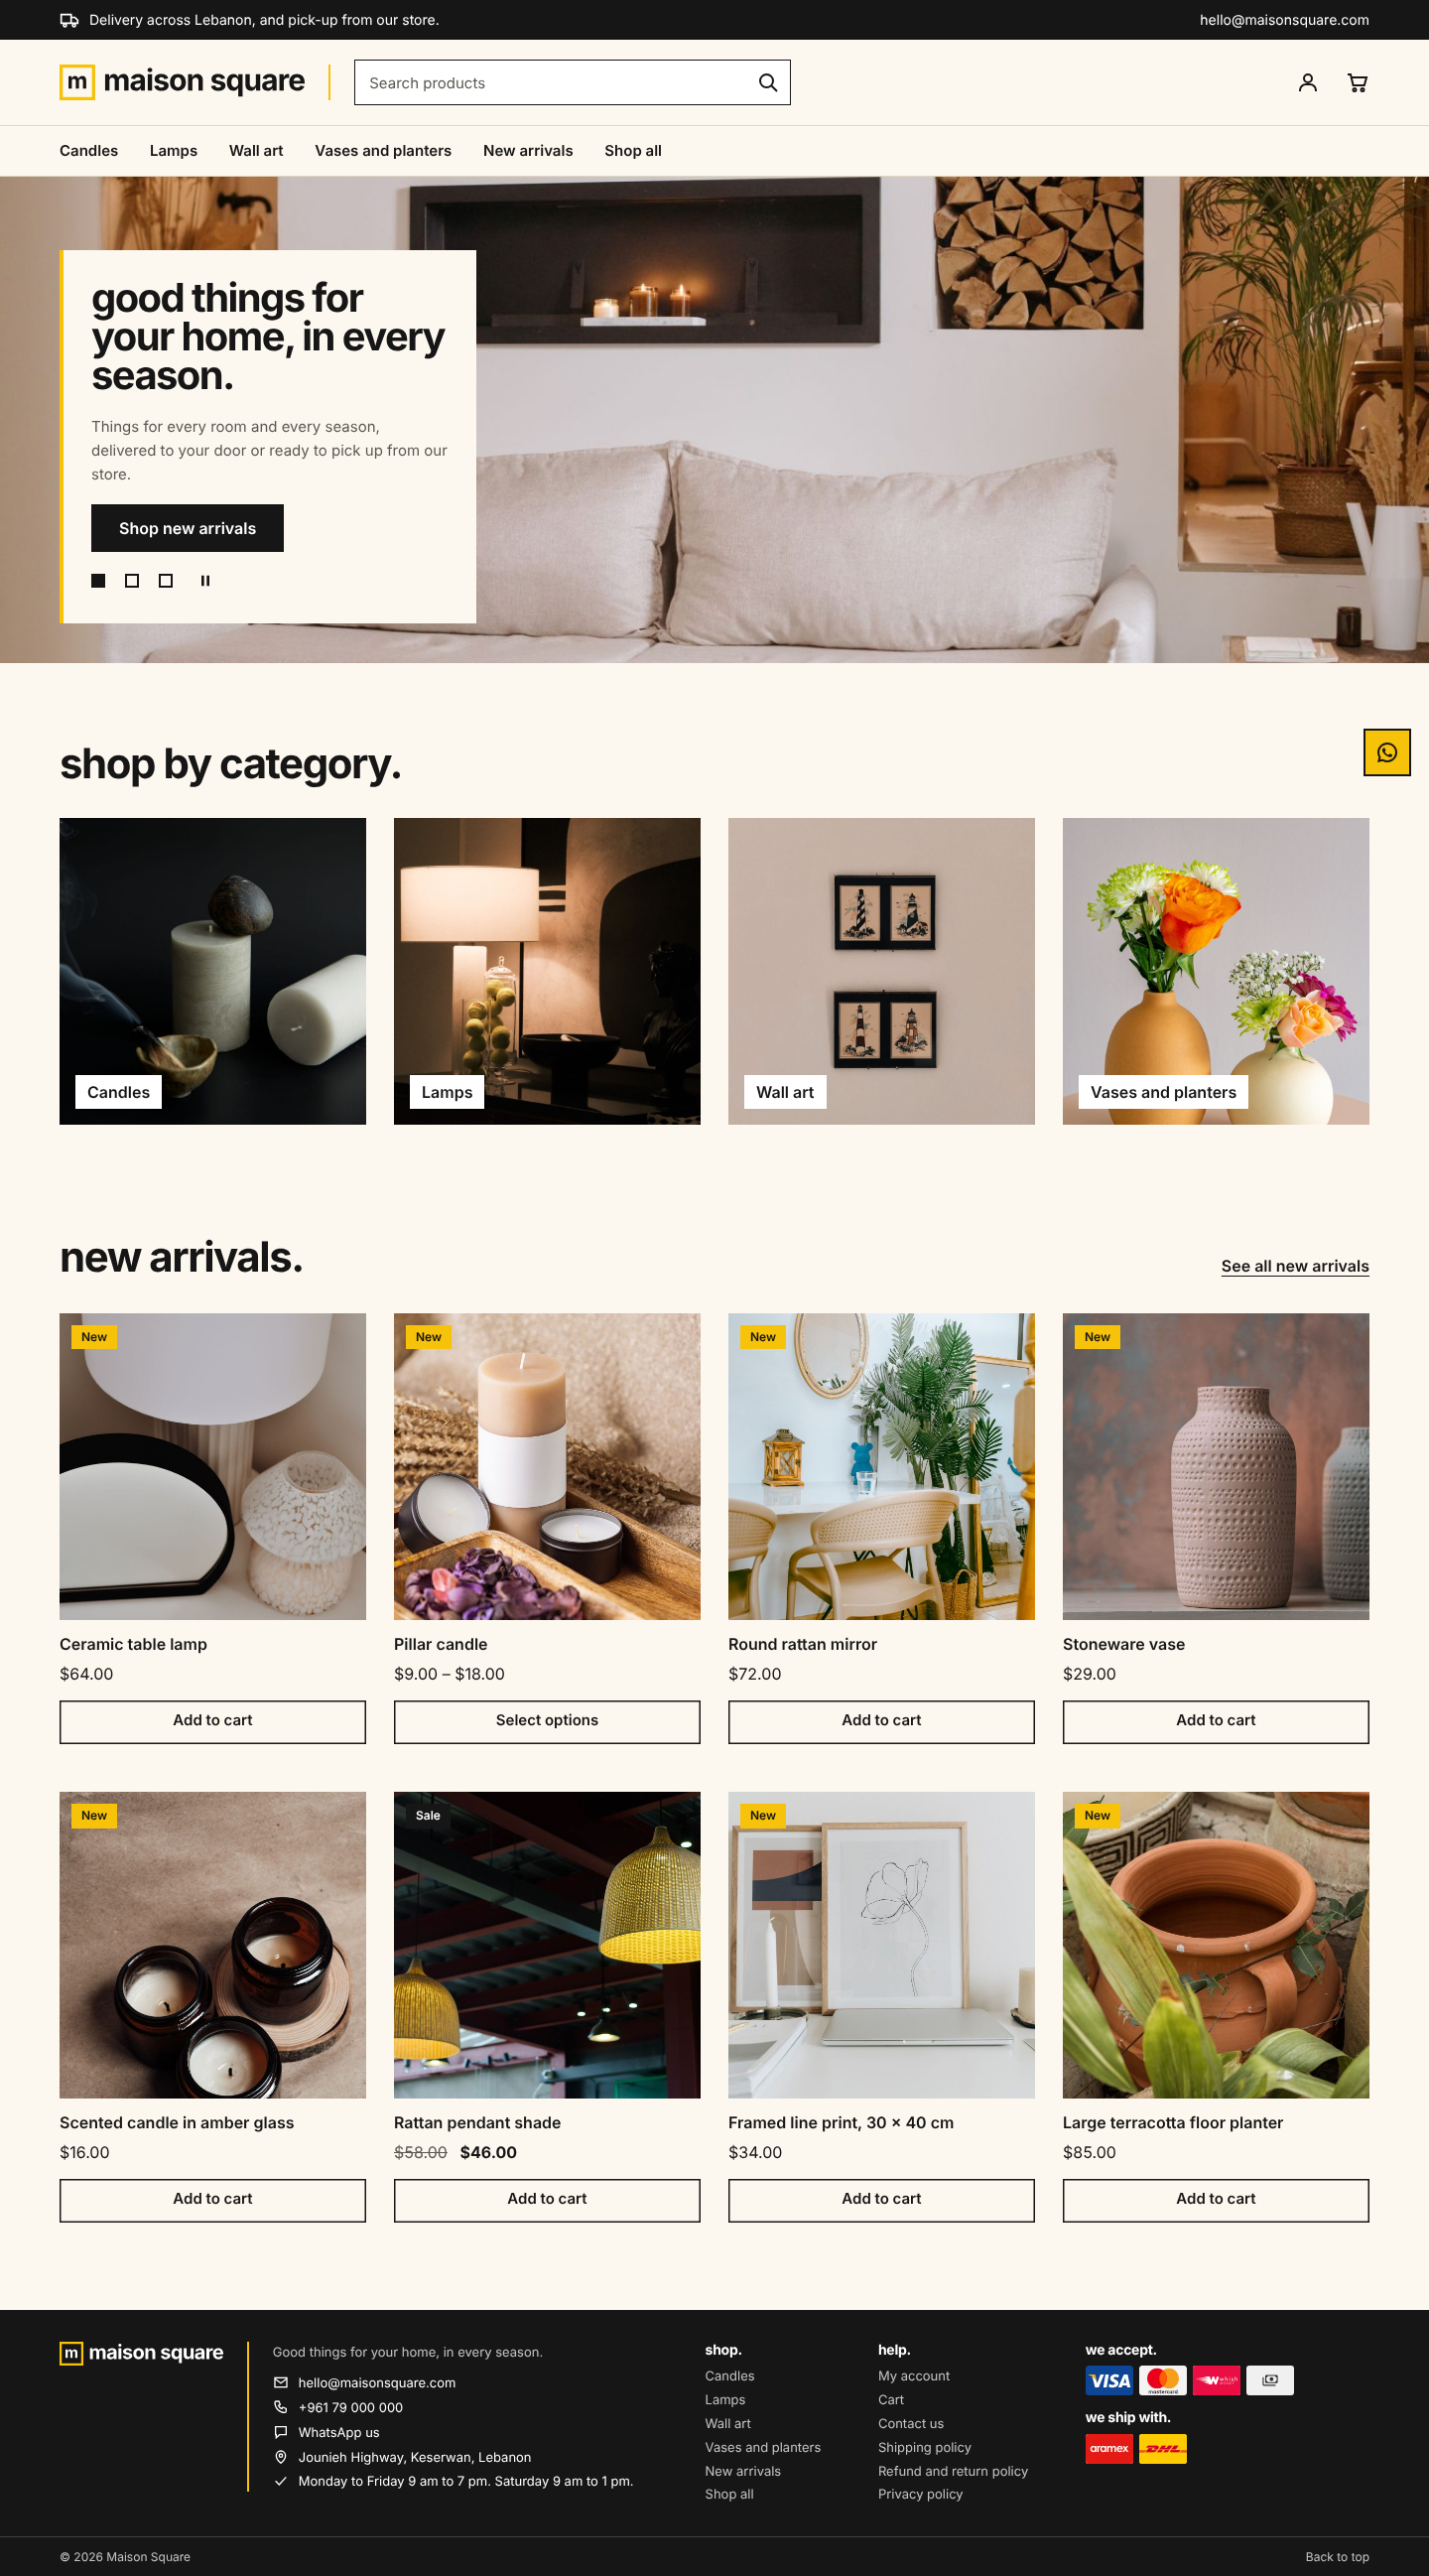 Delivery across Lebanon, and pick-up from our store.
hello@maisonsquare.com
m maison square
Search products
Candles
Lamps
Wall art
Vases and planters
New arrivals
Shop all
good things for
your home, in every
season.
Things for every room and every season,
delivered to your door or ready to pick up from our
store.
Shop new arrivals
shop by category.
Candles
Lamps
Wall art
Vases and planters
new arrivals.
See all new arrivals
New
New
New
New
Ceramic table lamp
Pillar candle
Round rattan mirror
Stoneware vase
$64.00
$9.00 – $18.00
$72.00
$29.00
Add to cart
Select options
Add to cart
Add to cart
New
Sale
New
New
Scented candle in amber glass
Rattan pendant shade
Framed line print, 30 × 40 cm
Large terracotta floor planter
$16.00
$58.00 $46.00
$34.00
$85.00
Add to cart
Add to cart
Add to cart
Add to cart
m maison square
Good things for your home, in every season.
hello@maisonsquare.com
+961 79 000 000
WhatsApp us
Jounieh Highway, Keserwan, Lebanon
Monday to Friday 9 am to 7 pm. Saturday 9 am to 1 pm.
shop.
Candles
Lamps
Wall art
Vases and planters
New arrivals
Shop all
help.
My account
Cart
Contact us
Shipping policy
Refund and return policy
Privacy policy
we accept.
VISA
mastercard
whish
we ship with.
aramex
DHL
© 2026 Maison Square
Back to top